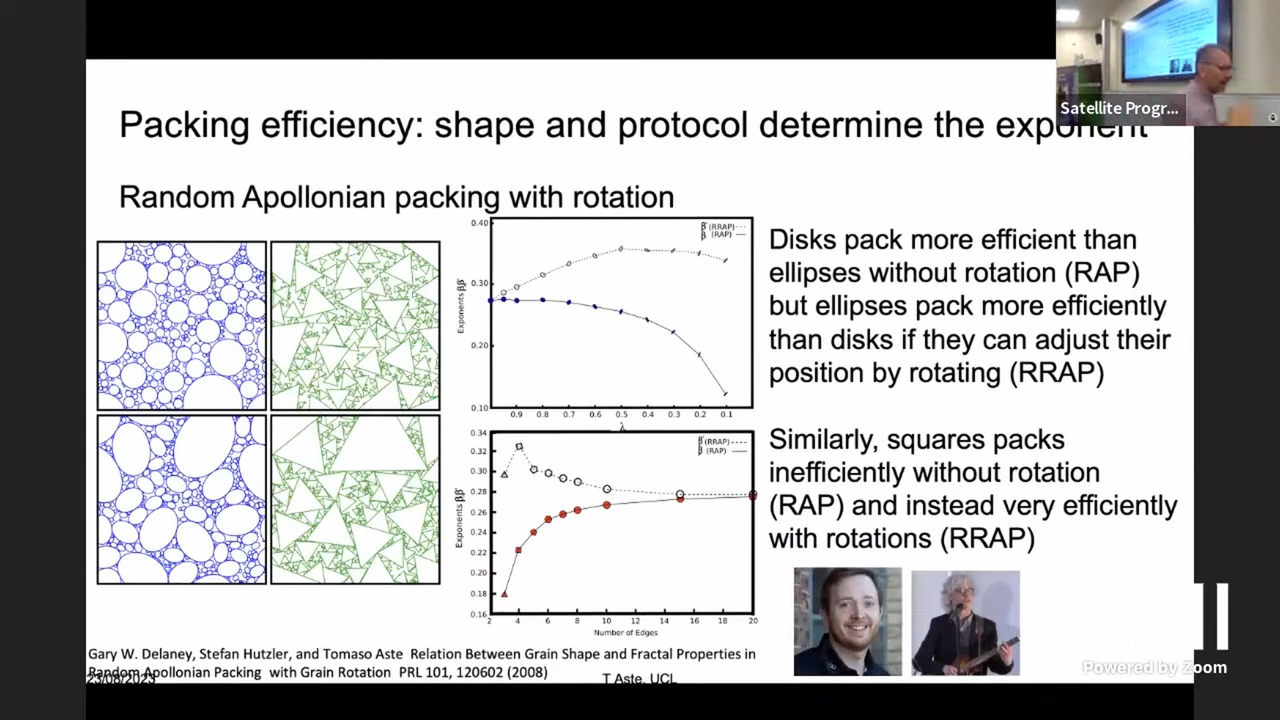 Satellite Progr...
Packing efficiency: shape and protocol determine the exponent
Random Apollonian packing with rotation
0.40
0.30
0.20
0.10
Exponents β,β'
β'(RRAP)
β (RAP)
0.9 0.8 0.7 0.6 0.5 0.4 0.3 0.2 0.1
0.34
0.32
0.30
0.28
0.26
0.24
0.22
0.20
0.18
0.16
Exponents β,β'
β'(RRAP)
β (RAP)
2 4 6 8 10 12 14 16 18 20
Number of Edges
Disks pack more efficient than
ellipses without rotation (RAP)
but ellipses pack more efficiently
than disks if they can adjust their
position by rotating (RRAP)
Similarly, squares packs
inefficiently without rotation
(RAP) and instead very efficiently
with rotations (RRAP)
Gary W. Delaney, Stefan Hutzler, and Tomaso Aste Relation Between Grain Shape and Fractal Properties in
Random Apollonian Packing with Grain Rotation PRL 101, 120602 (2008)
23/08/2023
T Aste, UCL
Powered by Zoom